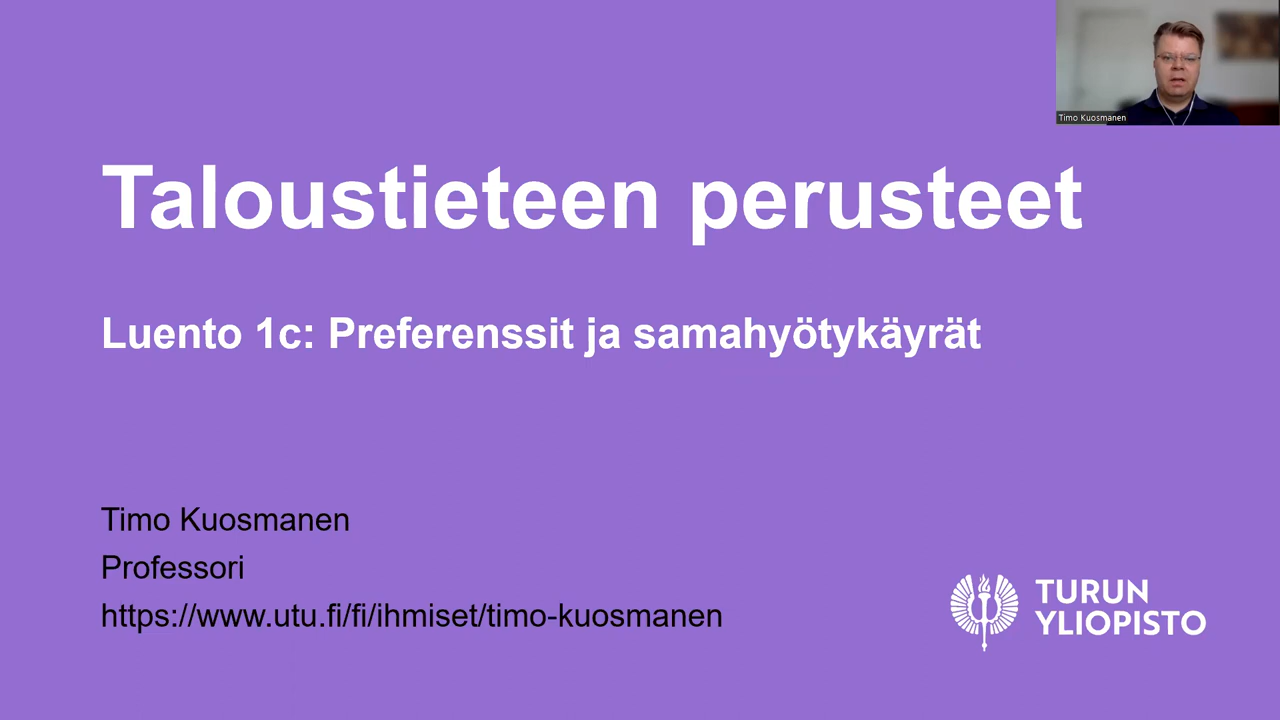 Timo Kuosmanen
Taloustieteen perusteet
Luento 1c: Preferenssit ja samahyötykäyrät
Timo Kuosmanen
Professori
https://www.utu.fi/fi/ihmiset/timo-kuosmanen
TURUN
YLIOPISTO